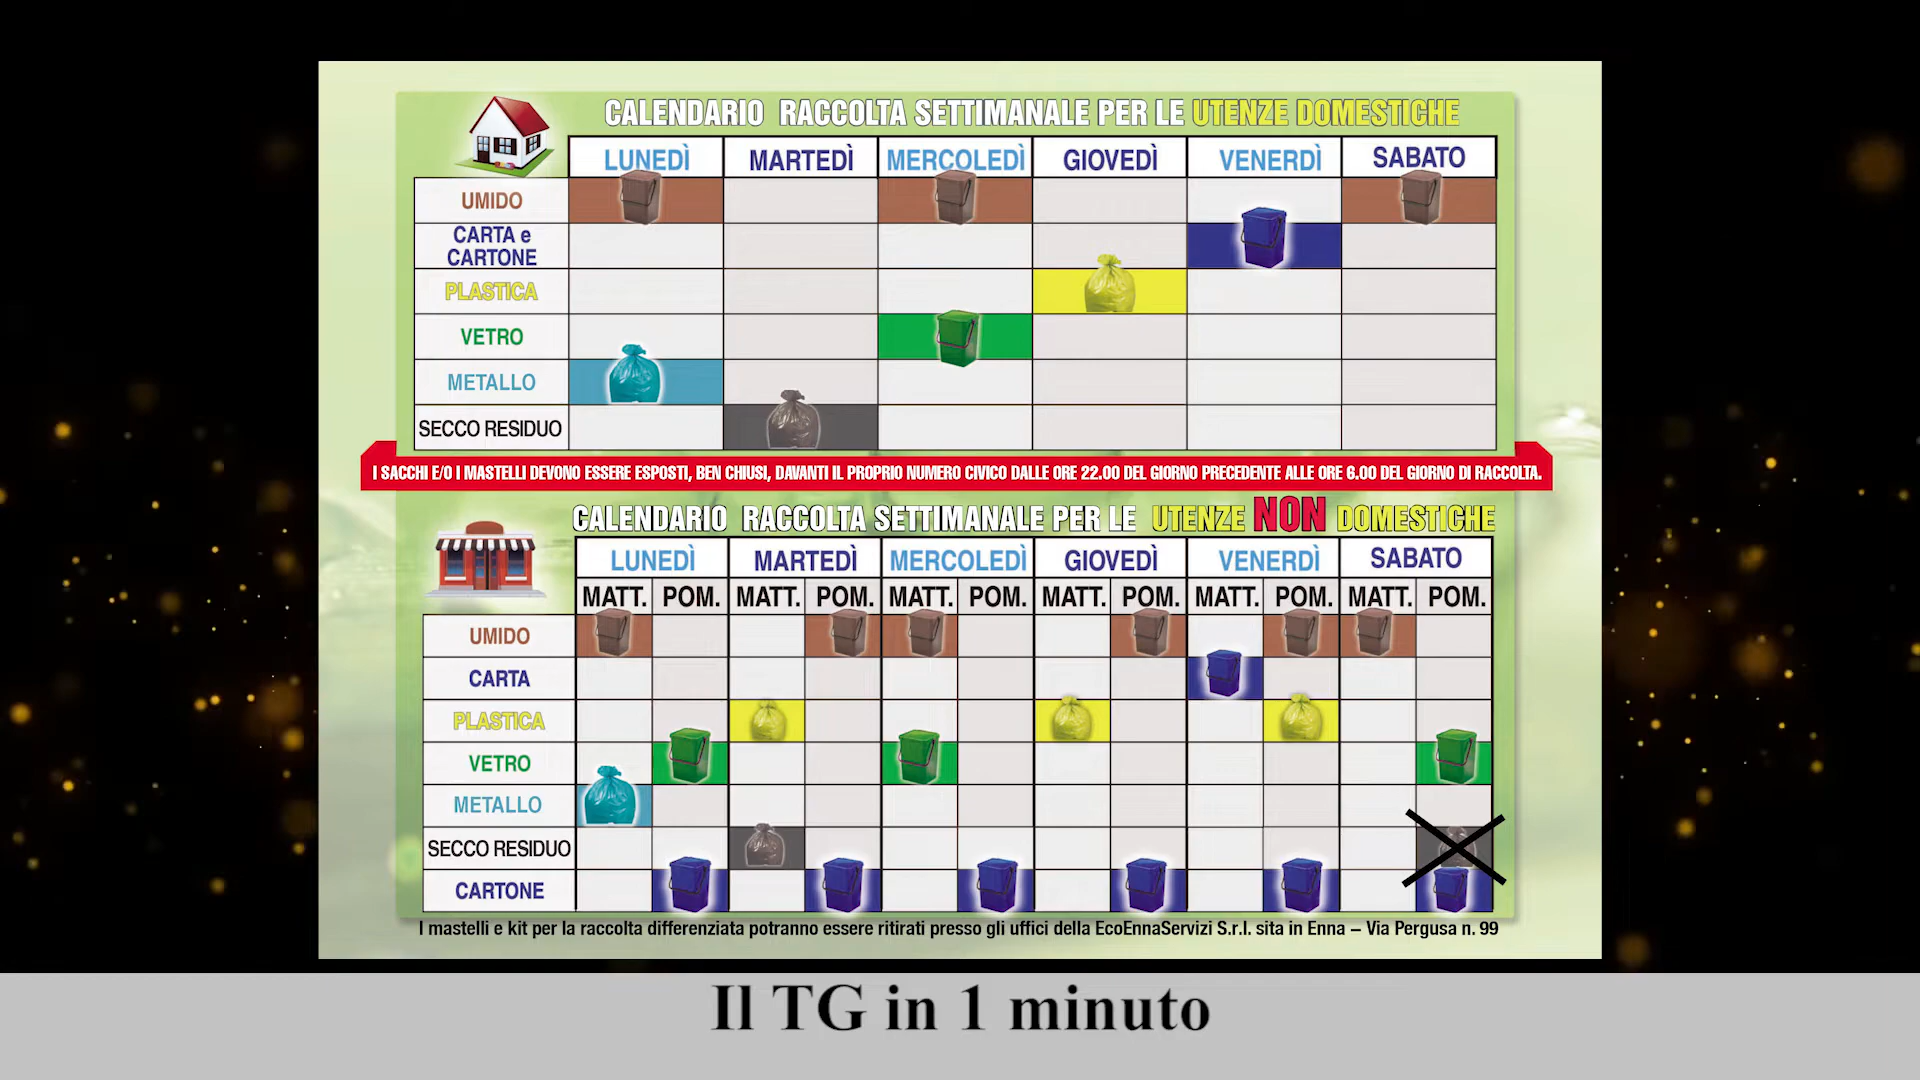 CALENDARIO RACCOLTA SETTIMANALE PER LE UTENZE DOMESTICHE
LUNEDÌ MARTEDÌ MERCOLEDÌ GIOVEDÌ VENERDÌ SABATO
UMIDO
CARTA e
CARTONE
PLASTICA
VETRO
METALLO
SECCO RESIDUO
I SACCHI E/O I MASTELLI DEVONO ESSERE ESPOSTI, BEN CHIUSI, DAVANTI IL PROPRIO NUMERO CIVICO DALLE ORE 22.00 DEL GIORNO PRECEDENTE ALLE ORE 6.00 DEL GIORNO DI RACCOLTA.
CALENDARIO RACCOLTA SETTIMANALE PER LE UTENZE NON DOMESTICHE
LUNEDÌ MARTEDÌ MERCOLEDÌ GIOVEDÌ VENERDÌ SABATO
MATT. POM. MATT. POM. MATT. POM. MATT. POM. MATT. POM. MATT. POM.
UMIDO
CARTA
PLASTICA
VETRO
METALLO
SECCO RESIDUO
CARTONE
I mastelli e kit per la raccolta differenziata potranno essere ritirati presso gli uffici della EcoEnnaServizi S.r.l. sita in Enna – Via Pergusa n. 99
Il TG in 1 minuto